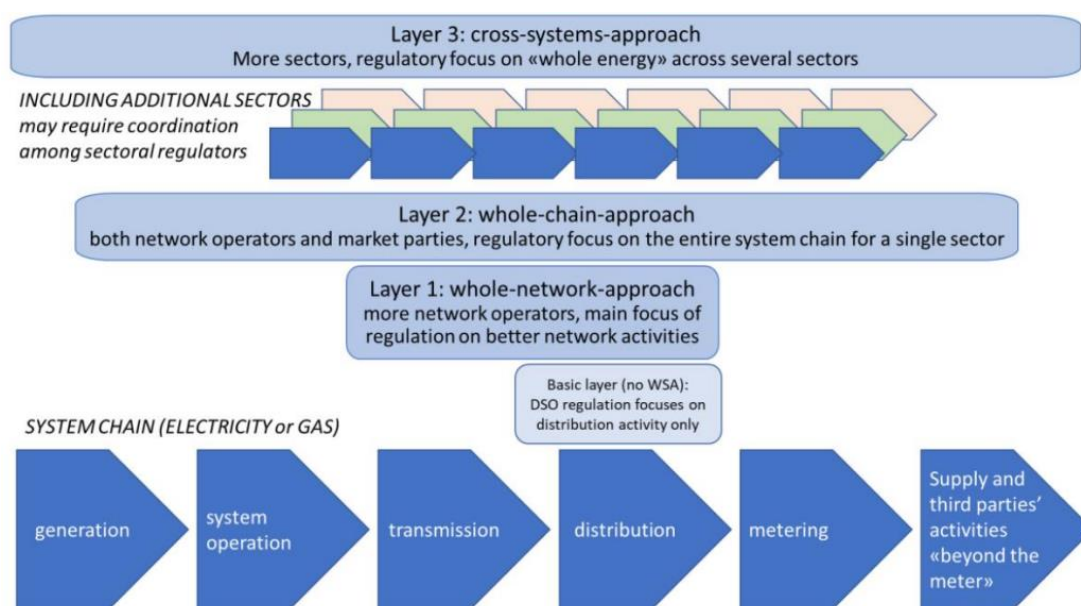 Layer 3: cross-systems-approach
More sectors, regulatory focus on «whole energy» across several sectors
INCLUDING ADDITIONAL SECTORS
may require coordination
among sectoral regulators
Layer 2: whole-chain-approach
both network operators and market parties, regulatory focus on the entire system chain for a single sector
Layer 1: whole-network-approach
more network operators, main focus of
regulation on better network activities
Basic layer (no WSA):
DSO regulation focuses on
distribution activity only
SYSTEM CHAIN (ELECTRICITY or GAS)
generation
system
operation
transmission
distribution
metering
Supply and
third parties’
activities
«beyond the
meter»